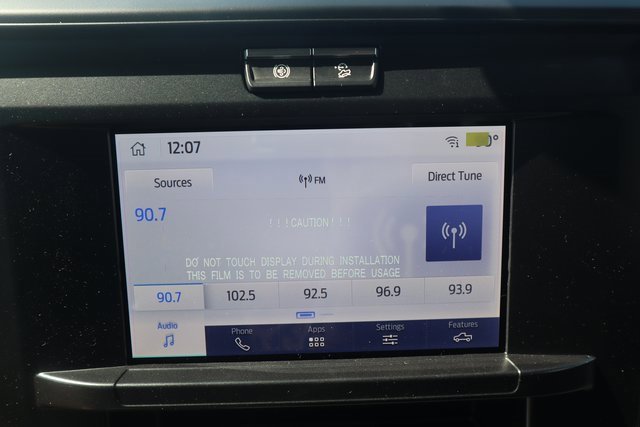 12:07
Sources
FM
Direct Tune
90.7
! ! ! CAUTION ! ! !
DO NOT TOUCH DISPLAY DURING INSTALLATION
THIS FILM IS TO BE REMOVED BEFORE USAGE
90.7 102.5 92.5 96.9 93.9
Audio Phone Apps Settings Features